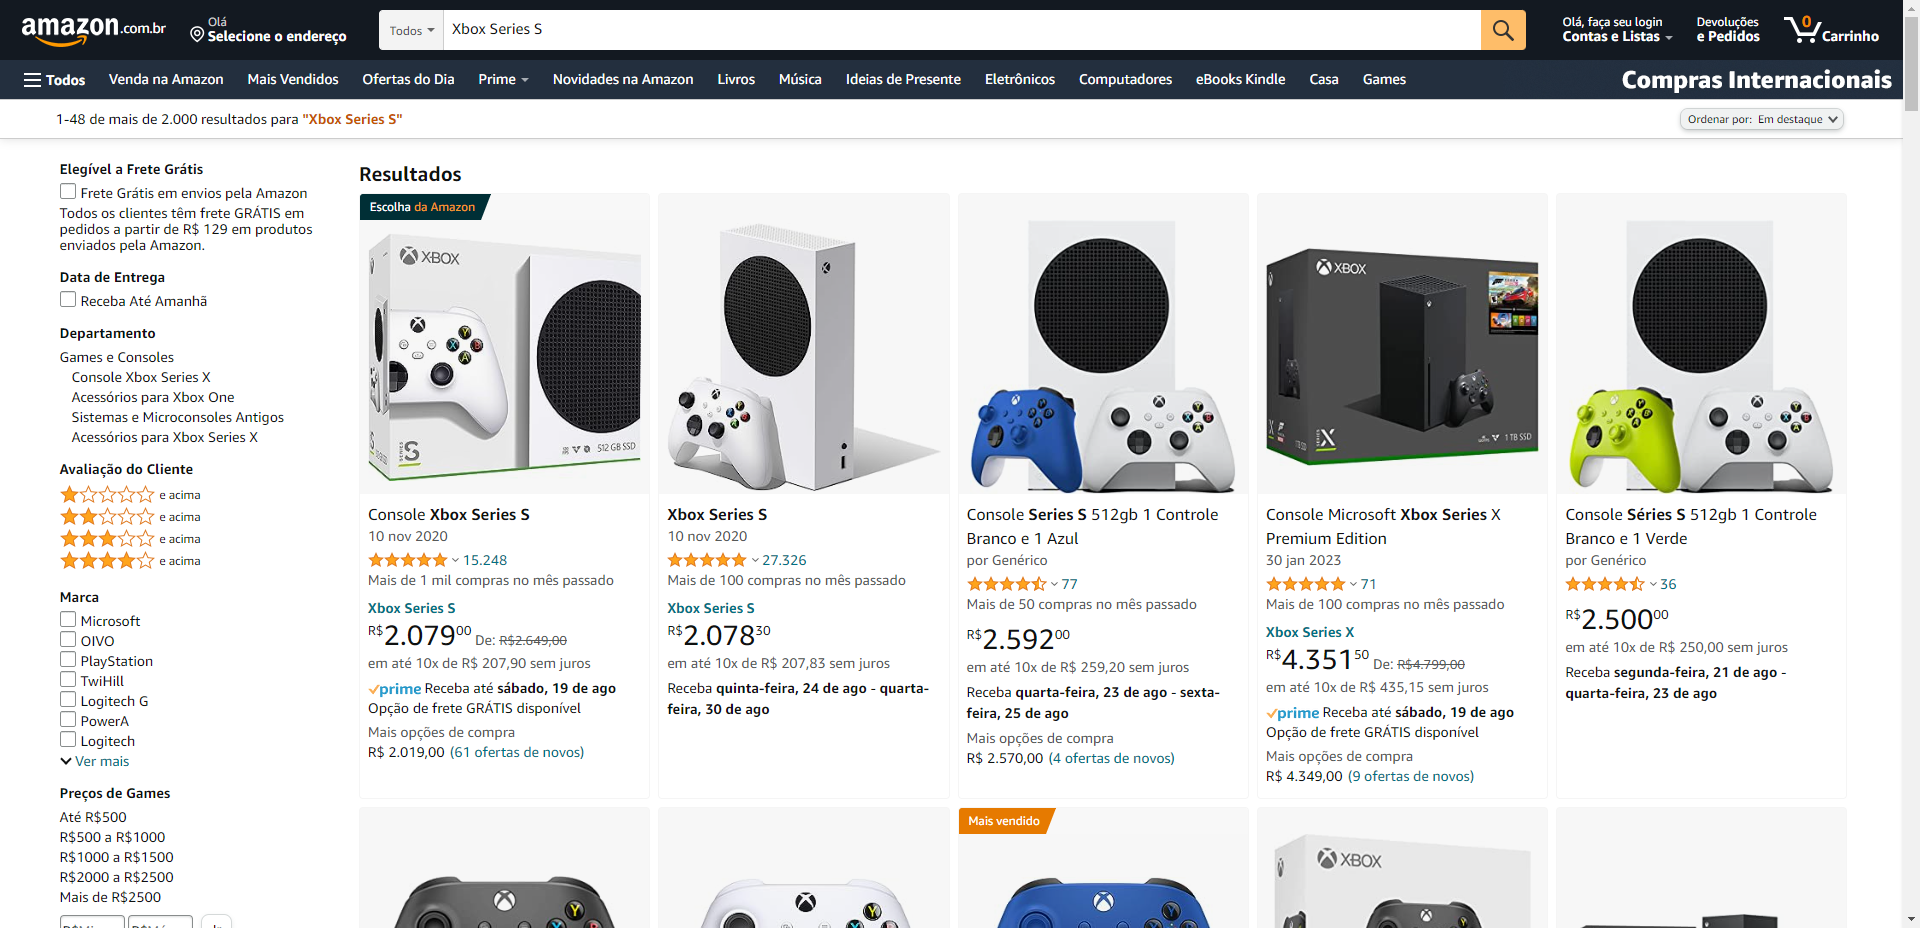 amazon.com.br
Olá
Selecione o endereço
Todos
Xbox Series S
Olá, faça seu login
Contas e Listas
Devoluções
e Pedidos
0
Carrinho
Todos
Venda na Amazon
Mais Vendidos
Ofertas do Dia
Prime
Novidades na Amazon
Livros
Música
Ideias de Presente
Eletrônicos
Computadores
eBooks Kindle
Casa
Games
Compras Internacionais
1-48 de mais de 2.000 resultados para "Xbox Series S"
Ordenar por: Em destaque
Elegível a Frete Grátis
Frete Grátis em envios pela Amazon
Todos os clientes têm frete GRÁTIS em
pedidos a partir de R$ 129 em produtos
enviados pela Amazon.
Data de Entrega
Receba Até Amanhã
Departamento
Games e Consoles
Console Xbox Series X
Acessórios para Xbox One
Sistemas e Microconsoles Antigos
Acessórios para Xbox Series X
Avaliação do Cliente
e acima
e acima
e acima
e acima
Marca
Microsoft
OIVO
PlayStation
TwiHill
Logitech G
PowerA
Logitech
Ver mais
Preços de Games
Até R$500
R$500 a R$1000
R$1000 a R$1500
R$2000 a R$2500
Mais de R$2500
Resultados
Escolha da Amazon
XBOX
SERIES S
512 GB SSD
Console Xbox Series S
10 nov 2020
15.248
Mais de 1 mil compras no mês passado
Xbox Series S
R$2.07900 De: R$2.649,00
em até 10x de R$ 207,90 sem juros
prime Receba até sábado, 19 de ago
Opção de frete GRÁTIS disponível
Mais opções de compra
R$ 2.019,00 (61 ofertas de novos)
Xbox Series S
10 nov 2020
27.326
Mais de 100 compras no mês passado
Xbox Series S
R$2.07830
em até 10x de R$ 207,83 sem juros
Receba quinta-feira, 24 de ago - quarta-
feira, 30 de ago
Console Series S 512gb 1 Controle
Branco e 1 Azul
por Genérico
77
Mais de 50 compras no mês passado
R$2.59200
em até 10x de R$ 259,20 sem juros
Receba quarta-feira, 23 de ago - sexta-
feira, 25 de ago
Mais opções de compra
R$ 2.570,00 (4 ofertas de novos)
XBOX
SERIES X
1 TB SSD
Console Microsoft Xbox Series X
Premium Edition
30 jan 2023
71
Mais de 100 compras no mês passado
Xbox Series X
R$4.35150 De: R$4.799,00
em até 10x de R$ 435,15 sem juros
prime Receba até sábado, 19 de ago
Opção de frete GRÁTIS disponível
Mais opções de compra
R$ 4.349,00 (9 ofertas de novos)
Console Séries S 512gb 1 Controle
Branco e 1 Verde
por Genérico
36
R$2.50000
em até 10x de R$ 250,00 sem juros
Receba segunda-feira, 21 de ago -
quarta-feira, 23 de ago
Mais vendido
XBOX